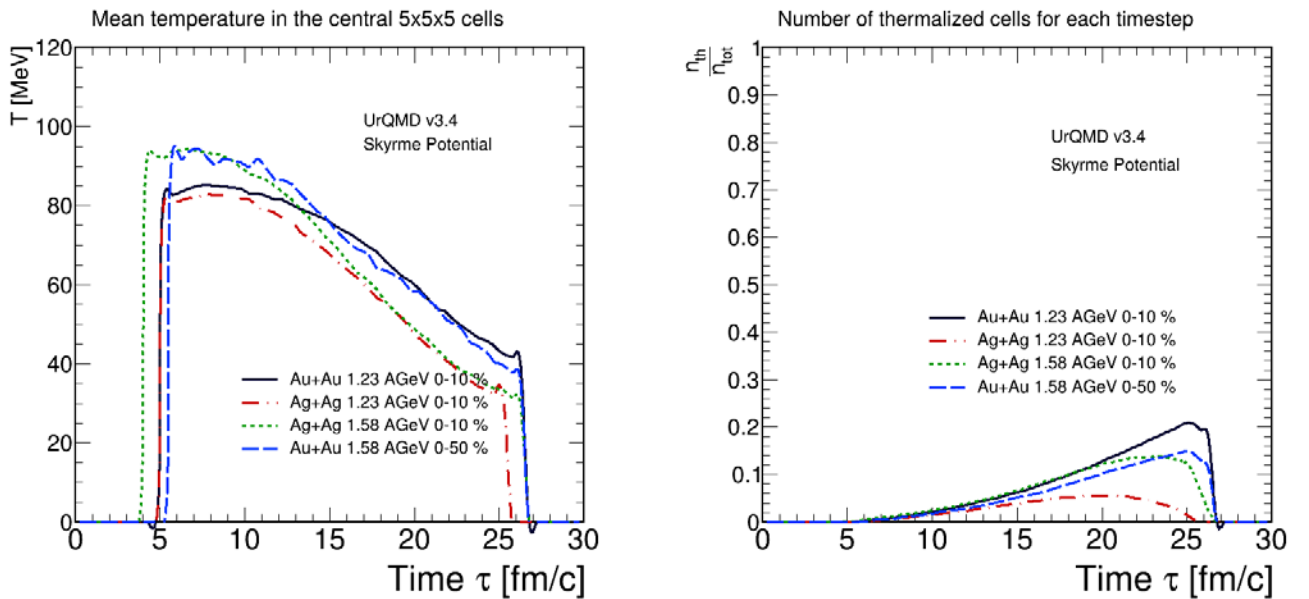 Mean temperature in the central 5x5x5 cells
T [MeV]
120
100
80
60
40
20
0
UrQMD v3.4
Skyrme Potential
Au+Au 1.23 AGeV 0-10 %
Ag+Ag 1.23 AGeV 0-10 %
Ag+Ag 1.58 AGeV 0-10 %
Au+Au 1.58 AGeV 0-50 %
0 5 10 15 20 25 30
Time τ [fm/c]
Number of thermalized cells for each timestep
n_th
n_tot
1
0.9
0.8
0.7
0.6
0.5
0.4
0.3
0.2
0.1
0
UrQMD v3.4
Skyrme Potential
Au+Au 1.23 AGeV 0-10 %
Ag+Ag 1.23 AGeV 0-10 %
Ag+Ag 1.58 AGeV 0-10 %
Au+Au 1.58 AGeV 0-50 %
0 5 10 15 20 25 30
Time τ [fm/c]